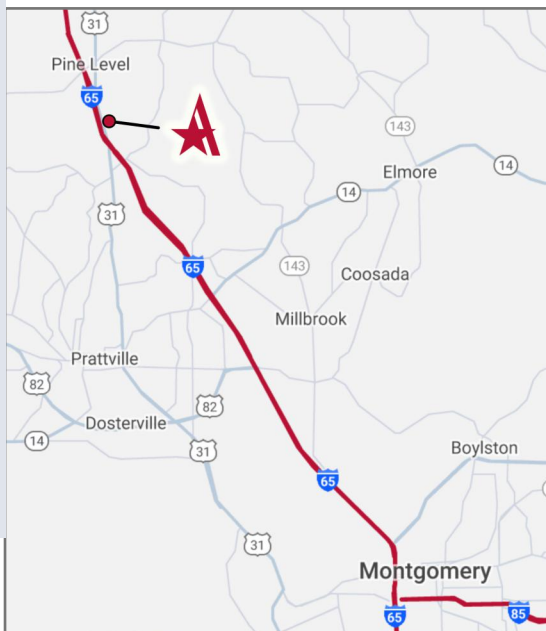 31
Pine Level
65
143
Elmore
14
14
31
65
143
Coosada
Millbrook
Prattville
82
82
Dosterville
14
31
Boylston
65
31
Montgomery
65
85